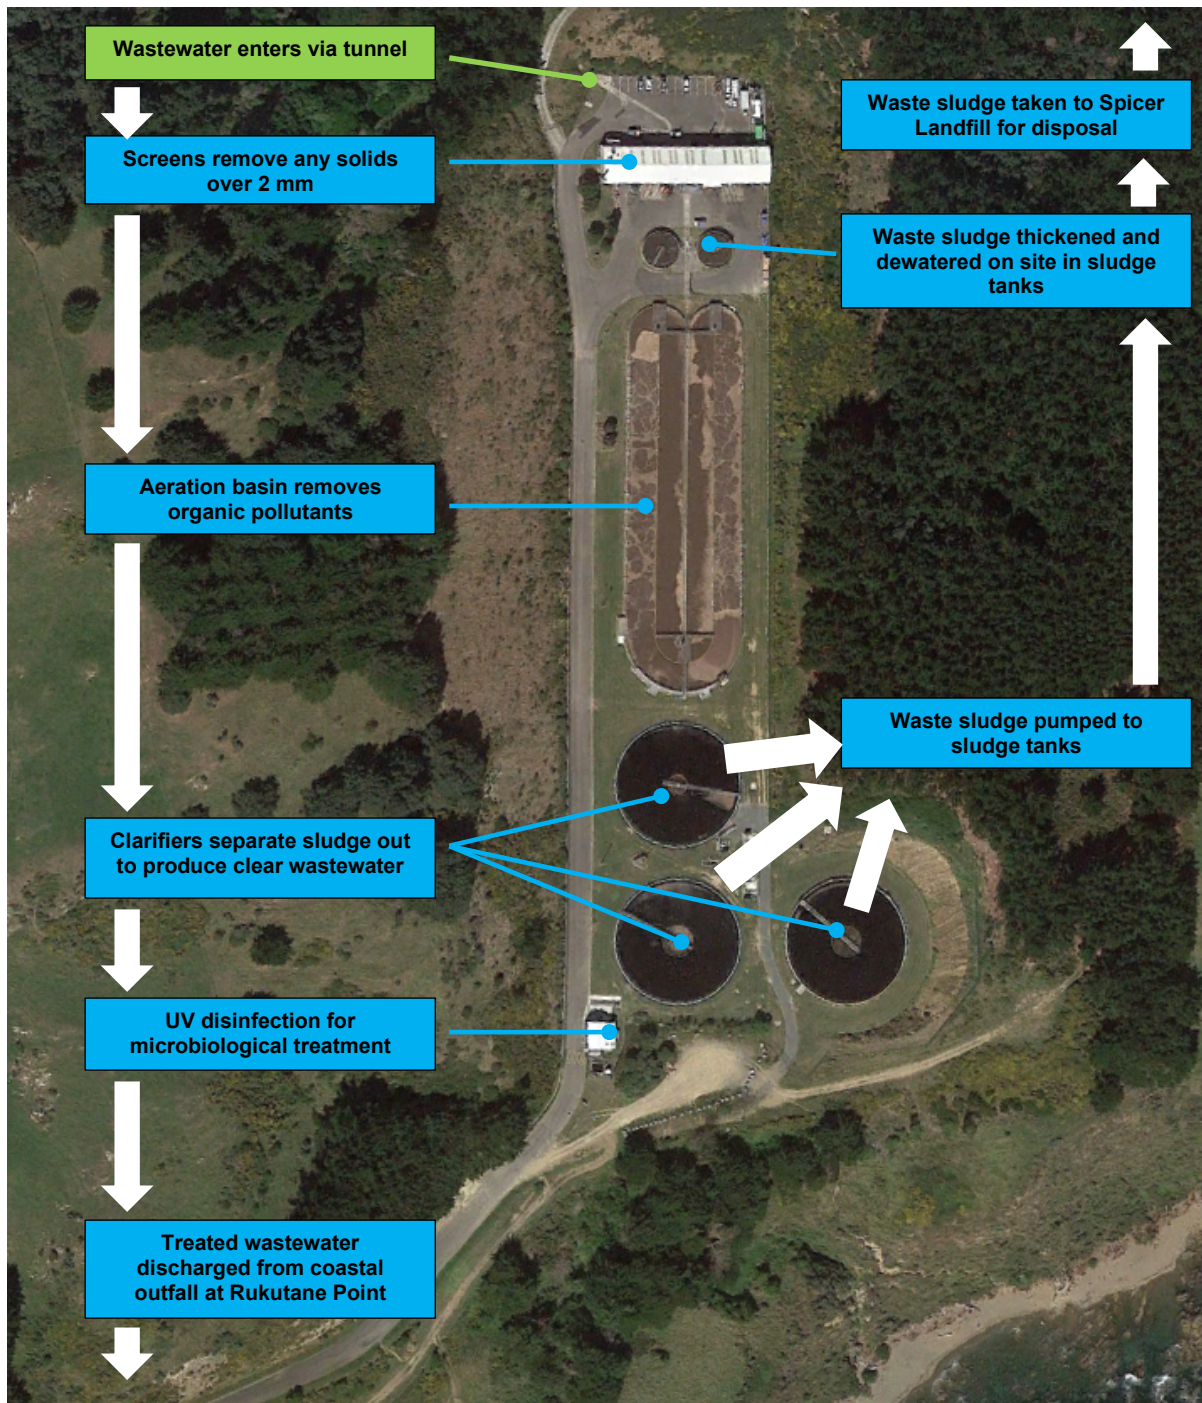 Wastewater enters via tunnel
Screens remove any solids
over 2 mm
Aeration basin removes
organic pollutants
Clarifiers separate sludge out
to produce clear wastewater
UV disinfection for
microbiological treatment
Treated wastewater
discharged from coastal
outfall at Rukutane Point
Waste sludge taken to Spicer
Landfill for disposal
Waste sludge thickened and
dewatered on site in sludge
tanks
Waste sludge pumped to
sludge tanks